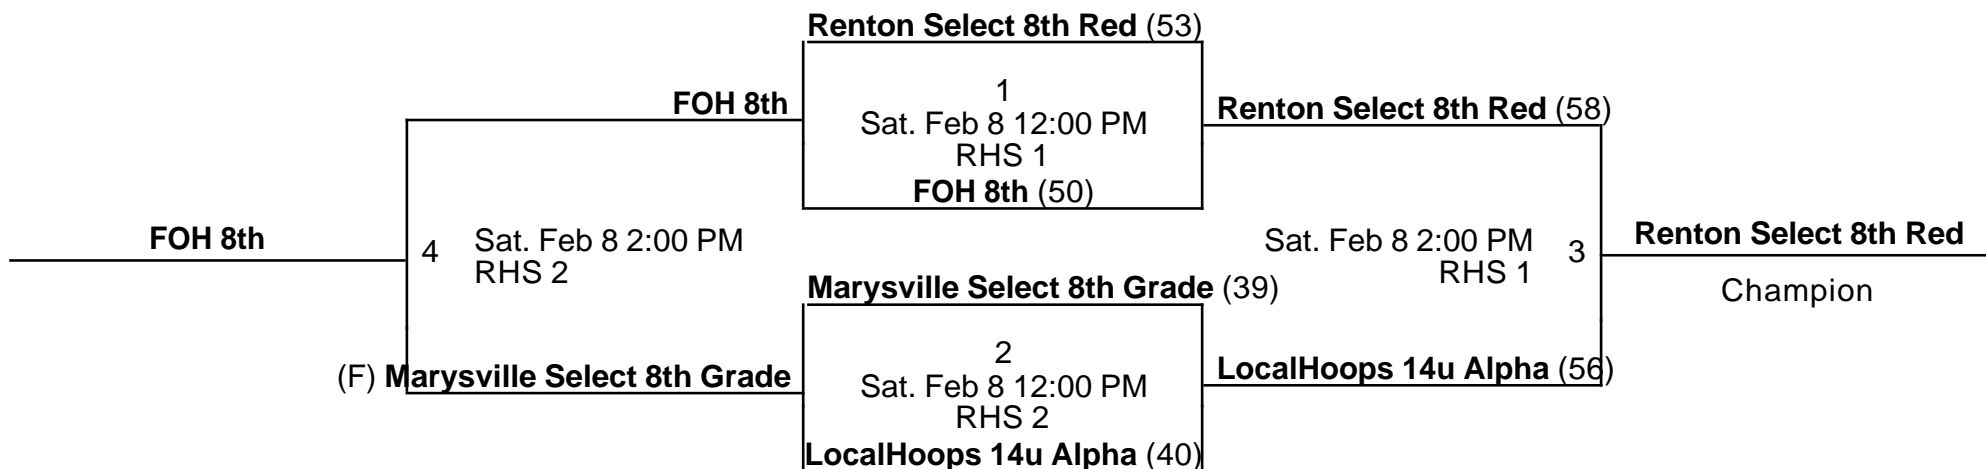 Renton Select 8th Red (53)
1
Sat. Feb 8 12:00 PM
RHS 1
FOH 8th (50)
FOH 8th
Renton Select 8th Red (58)
FOH 8th
4
Sat. Feb 8 2:00 PM
RHS 2
Sat. Feb 8 2:00 PM
RHS 1
3
Renton Select 8th Red
Champion
Marysville Select 8th Grade (39)
2
Sat. Feb 8 12:00 PM
RHS 2
LocalHoops 14u Alpha (40)
(F) Marysville Select 8th Grade
LocalHoops 14u Alpha (56)